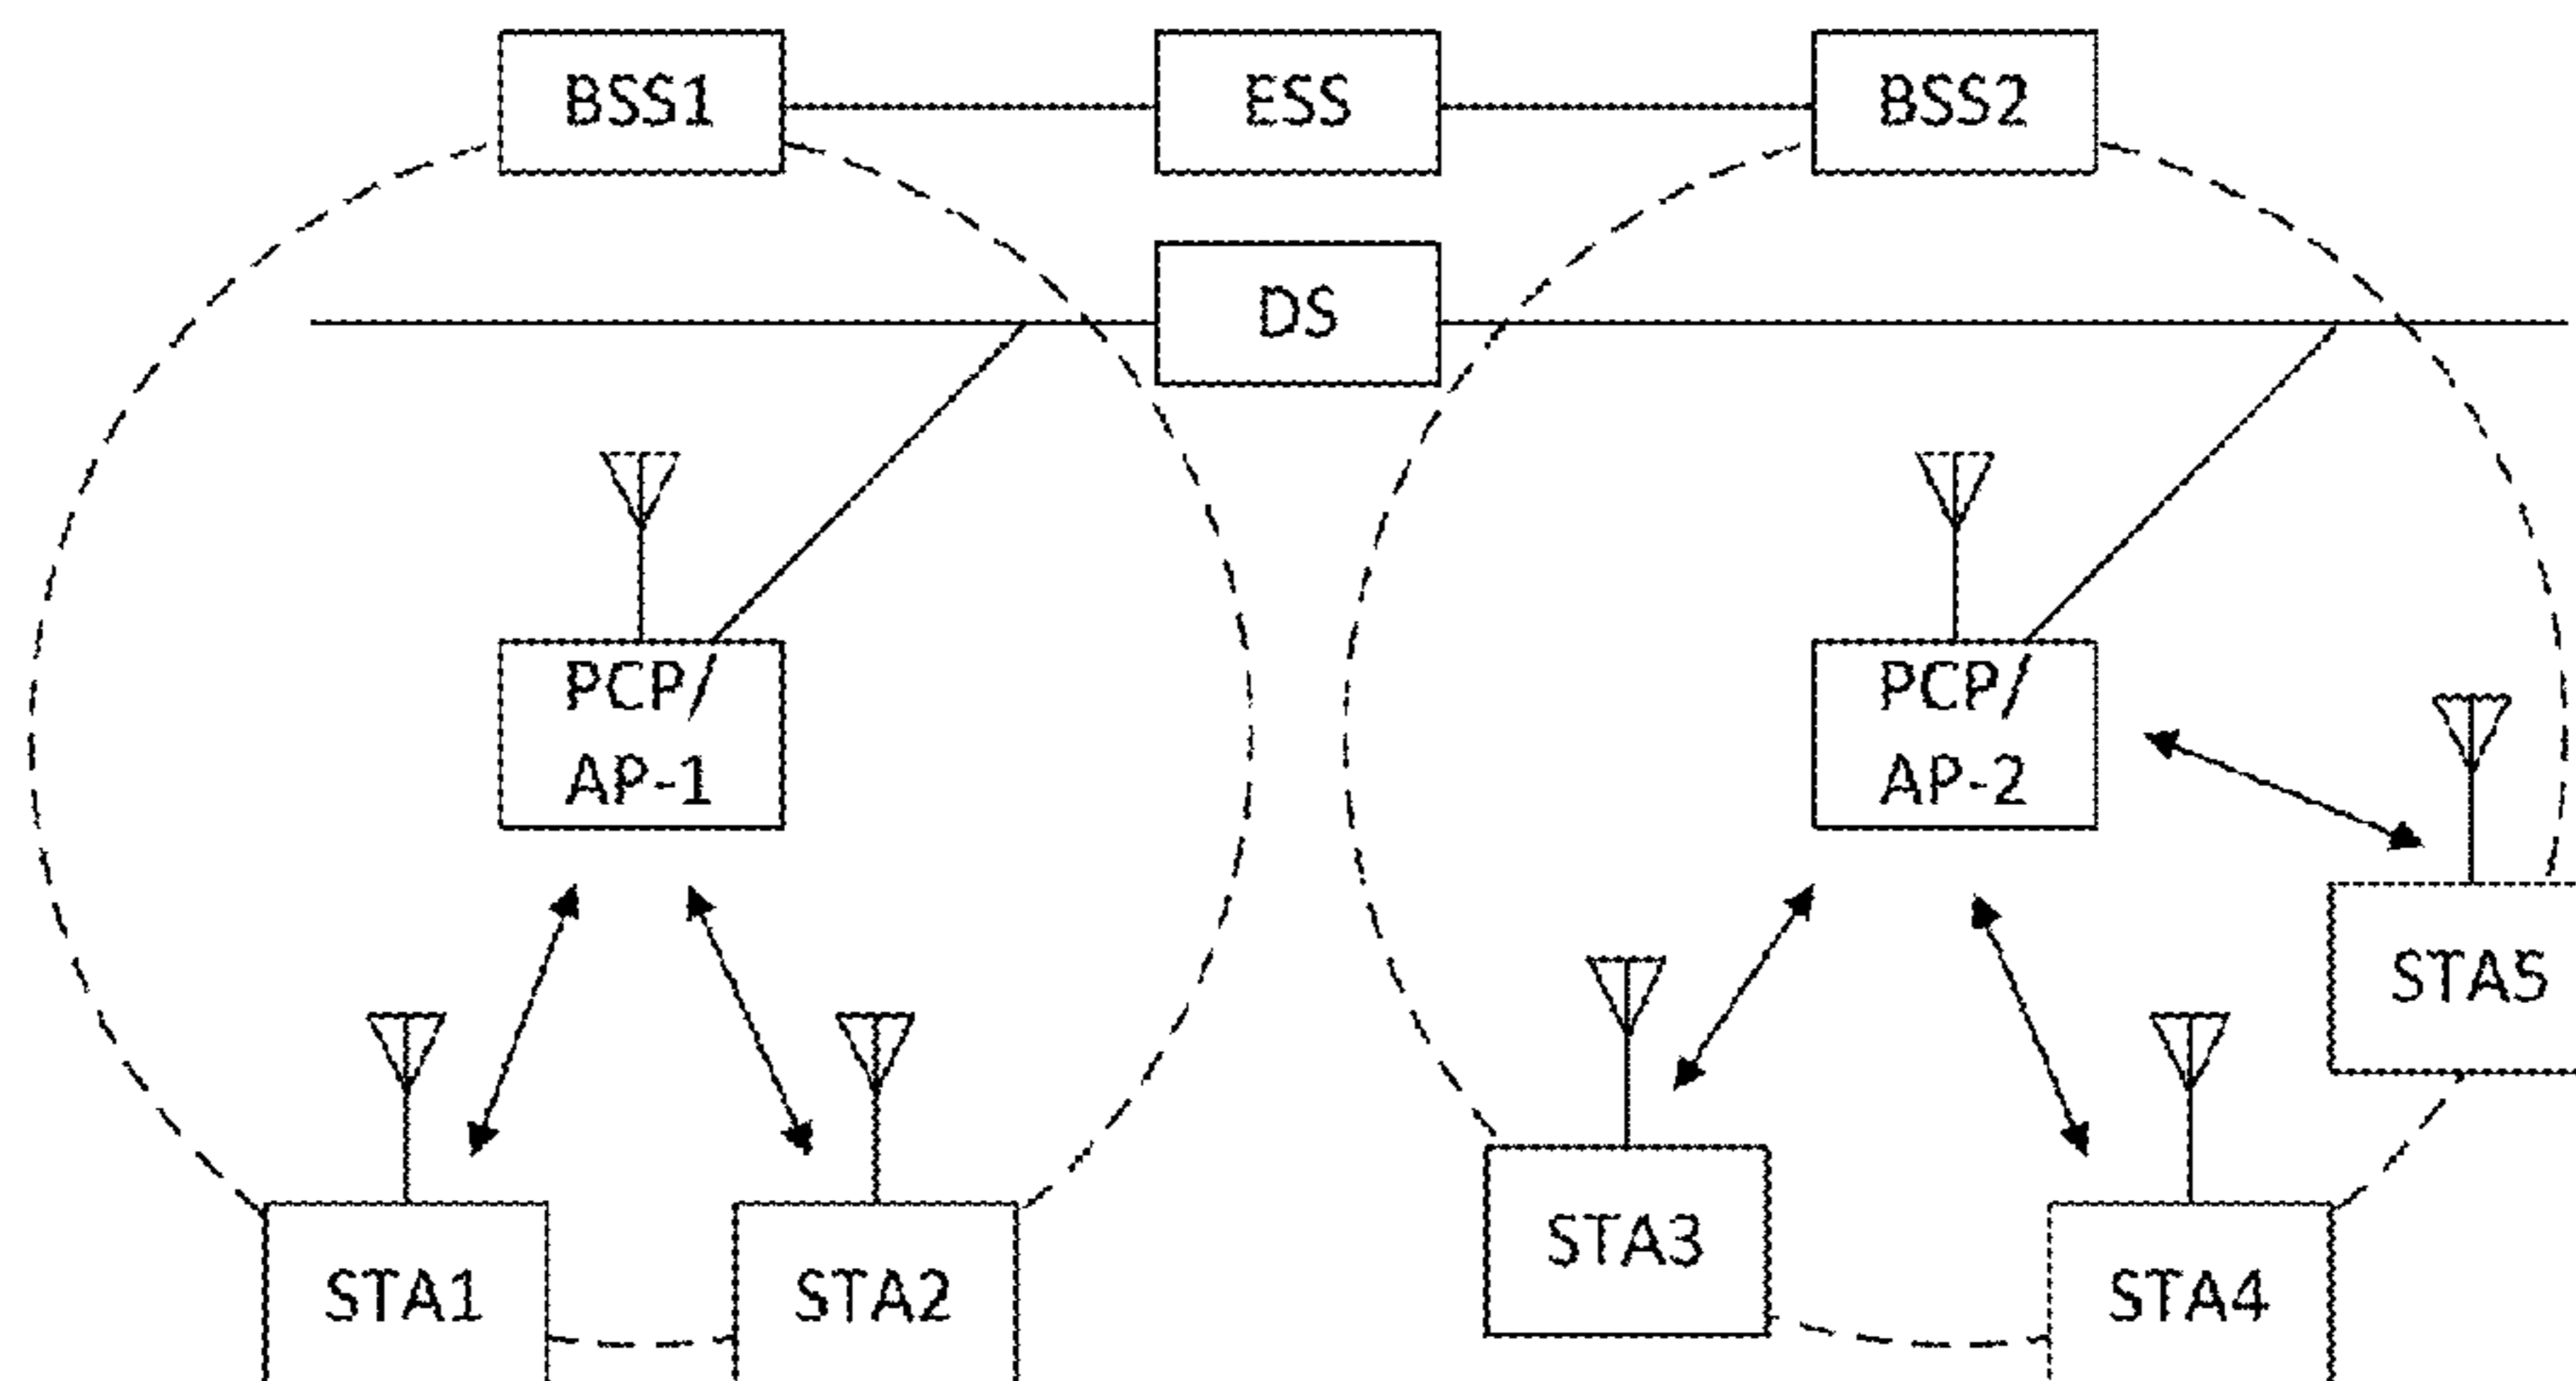 BSS1
ESS
BSS2
DS
PCP/
AP-1
PCP/
AP-2
STA5
STA3
STA1
STA2
STA4